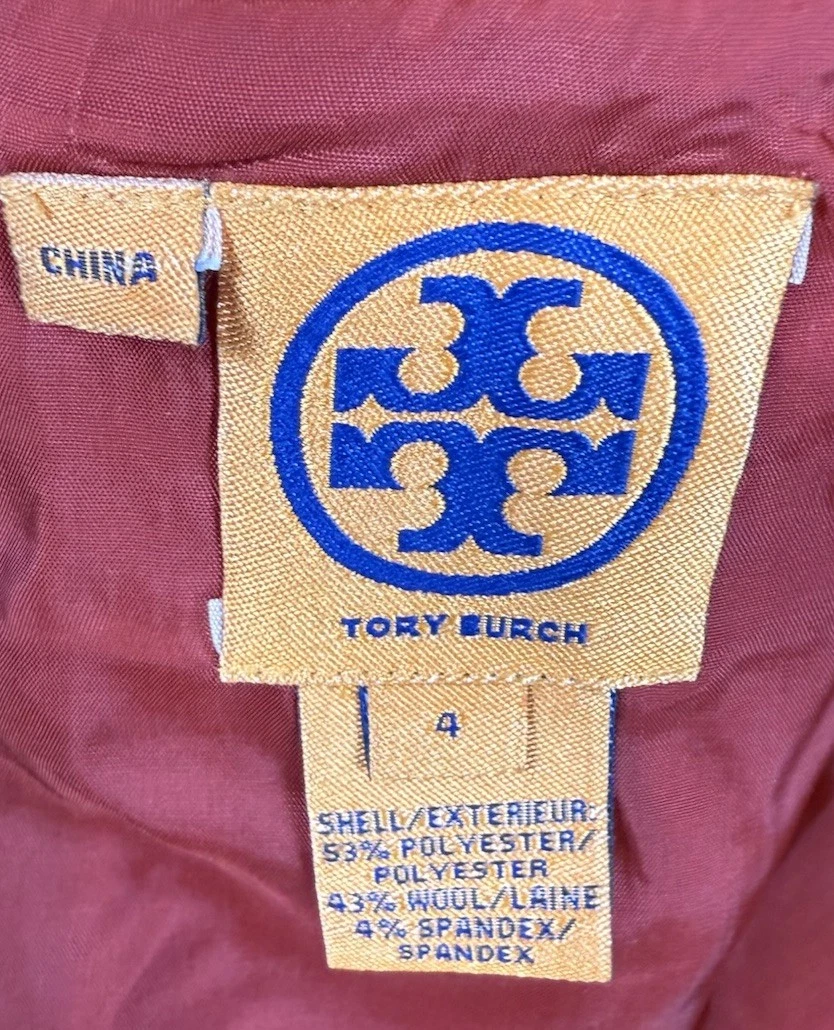 CHINA
TORY BURCH
4
SHELL/EXTERIEUR:
53% POLYESTER/
POLYESTER
43% WOOL/LAINE
4% SPANDEX/
SPANDEX